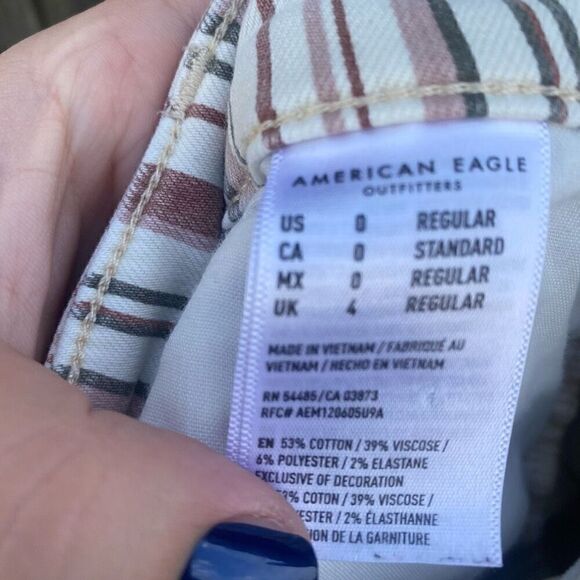 AMERICAN EAGLE
OUTFITTERS
US 0 REGULAR
CA 0 STANDARD
MX 0 REGULAR
UK 4 REGULAR
MADE IN VIETNAM / FABRIQUÉ AU
VIETNAM / HECHO EN VIETNAM
RN 54485/CA 03873
RFC# AEM120605U9A
EN 53% COTTON / 39% VISCOSE /
6% POLYESTER / 2% ELASTANE
EXCLUSIVE OF DECORATION
COTON / 39% VISCOSE /
/ 2% ÉLASTHANNE
DE LA GARNITURE